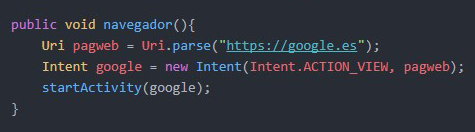 public void navegador(){
    Uri pagweb = Uri.parse("https://google.es");
    Intent google = new Intent(Intent.ACTION_VIEW, pagweb);
    startActivity(google);
}